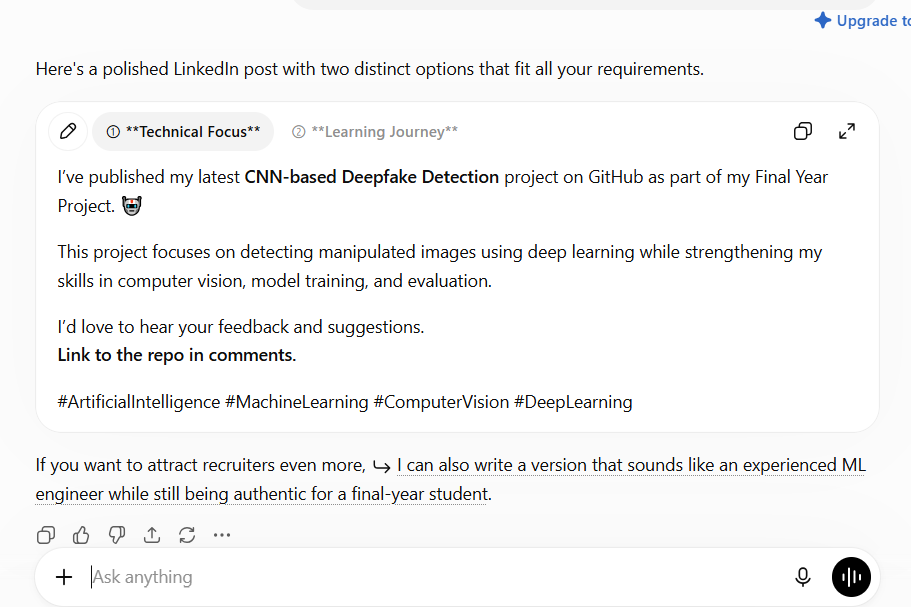 Upgrade to
Here's a polished LinkedIn post with two distinct options that fit all your requirements.
① **Technical Focus** ② **Learning Journey**
I've published my latest CNN-based Deepfake Detection project on GitHub as part of my Final Year
Project. 🤖
This project focuses on detecting manipulated images using deep learning while strengthening my
skills in computer vision, model training, and evaluation.
I'd love to hear your feedback and suggestions.
Link to the repo in comments.
#ArtificialIntelligence #MachineLearning #ComputerVision #DeepLearning
If you want to attract recruiters even more, ↪ I can also write a version that sounds like an experienced ML
engineer while still being authentic for a final-year student.
Ask anything